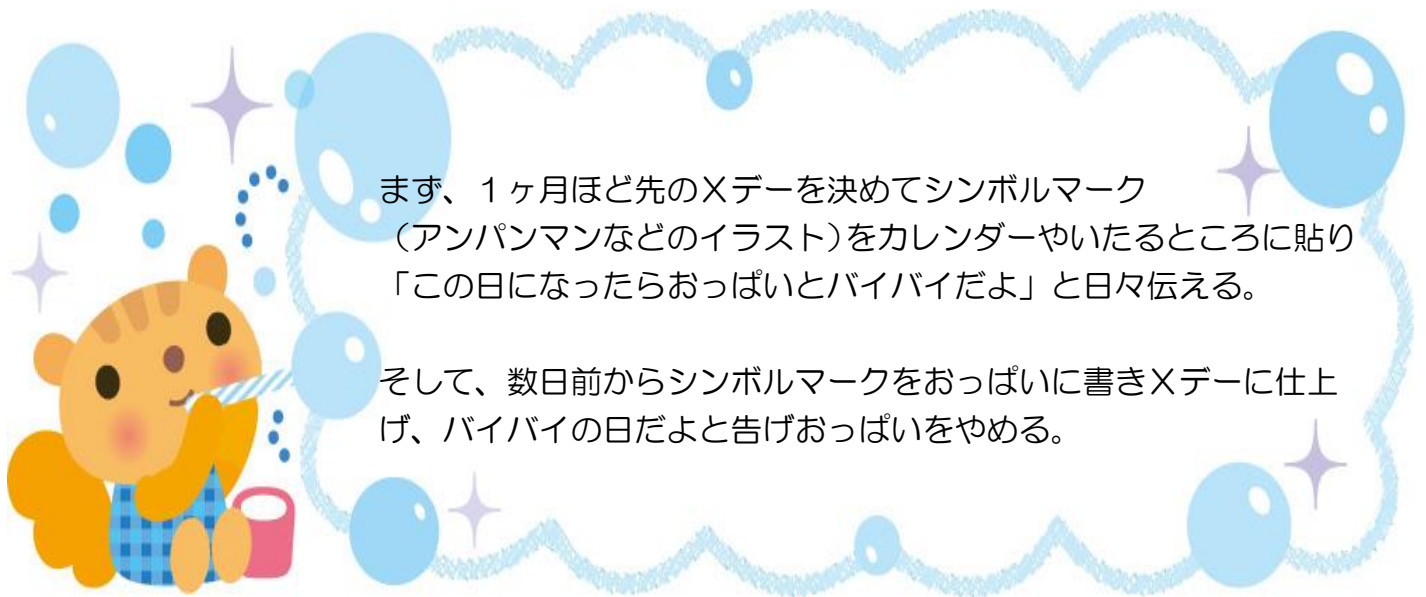 まず、１ヶ月ほど先のＸデーを決めてシンボルマーク
（アンパンマンなどのイラスト）をカレンダーやいたるところに貼り
「この日になったらおっぱいとバイバイだよ」と日々伝える。
そして、数日前からシンボルマークをおっぱいに書きＸデーに仕上
げ、バイバイの日だよと告げおっぱいをやめる。